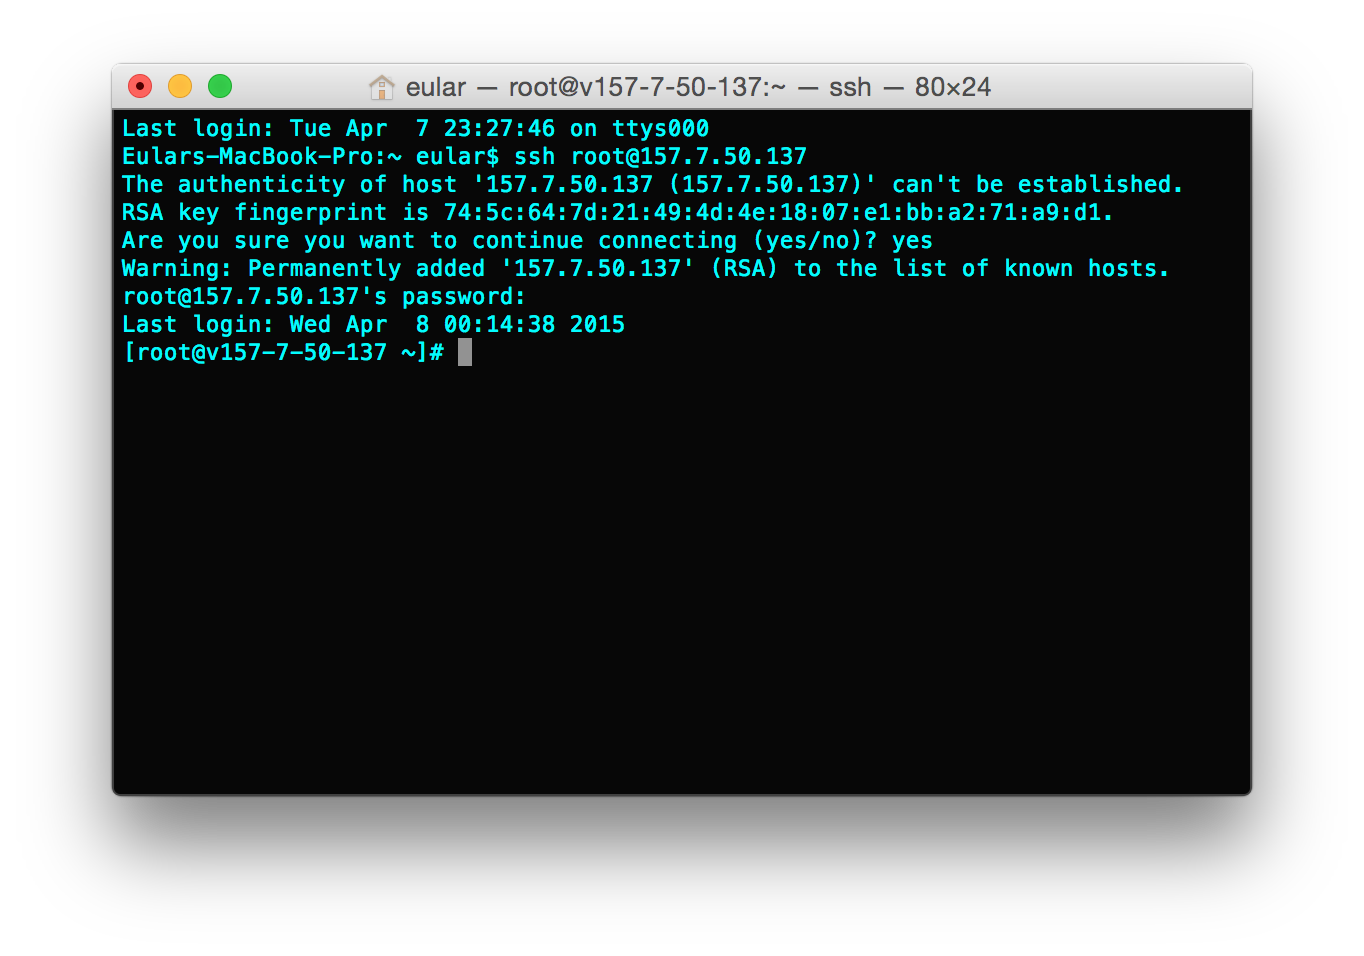 eular — root@v157-7-50-137:~ — ssh — 80×24
Last login: Tue Apr  7 23:27:46 on ttys000
Eulars-MacBook-Pro:~ eular$ ssh root@157.7.50.137
The authenticity of host '157.7.50.137 (157.7.50.137)' can't be established.
RSA key fingerprint is 74:5c:64:7d:21:49:4d:4e:18:07:e1:bb:a2:71:a9:d1.
Are you sure you want to continue connecting (yes/no)? yes
Warning: Permanently added '157.7.50.137' (RSA) to the list of known hosts.
root@157.7.50.137's password:
Last login: Wed Apr  8 00:14:38 2015
[root@v157-7-50-137 ~]#